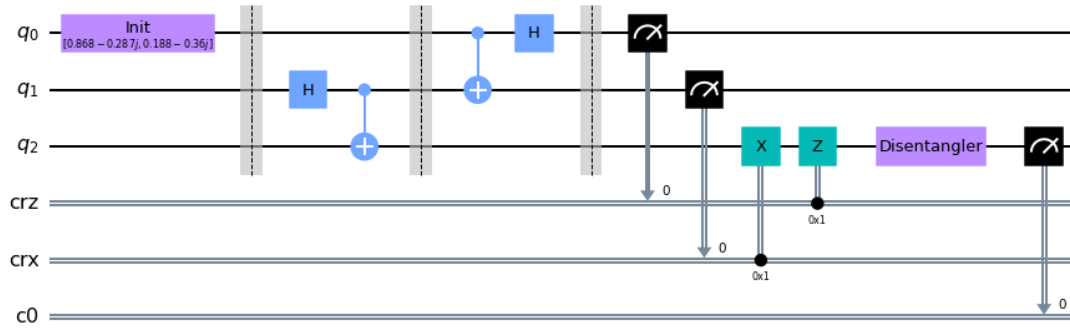 q0 Init
[0.868 − 0.287j, 0.188 − 0.36j]
H
q1 H
q2 X Z Disentangler
crz 0
0x1
crx 0
0x1
c0 0